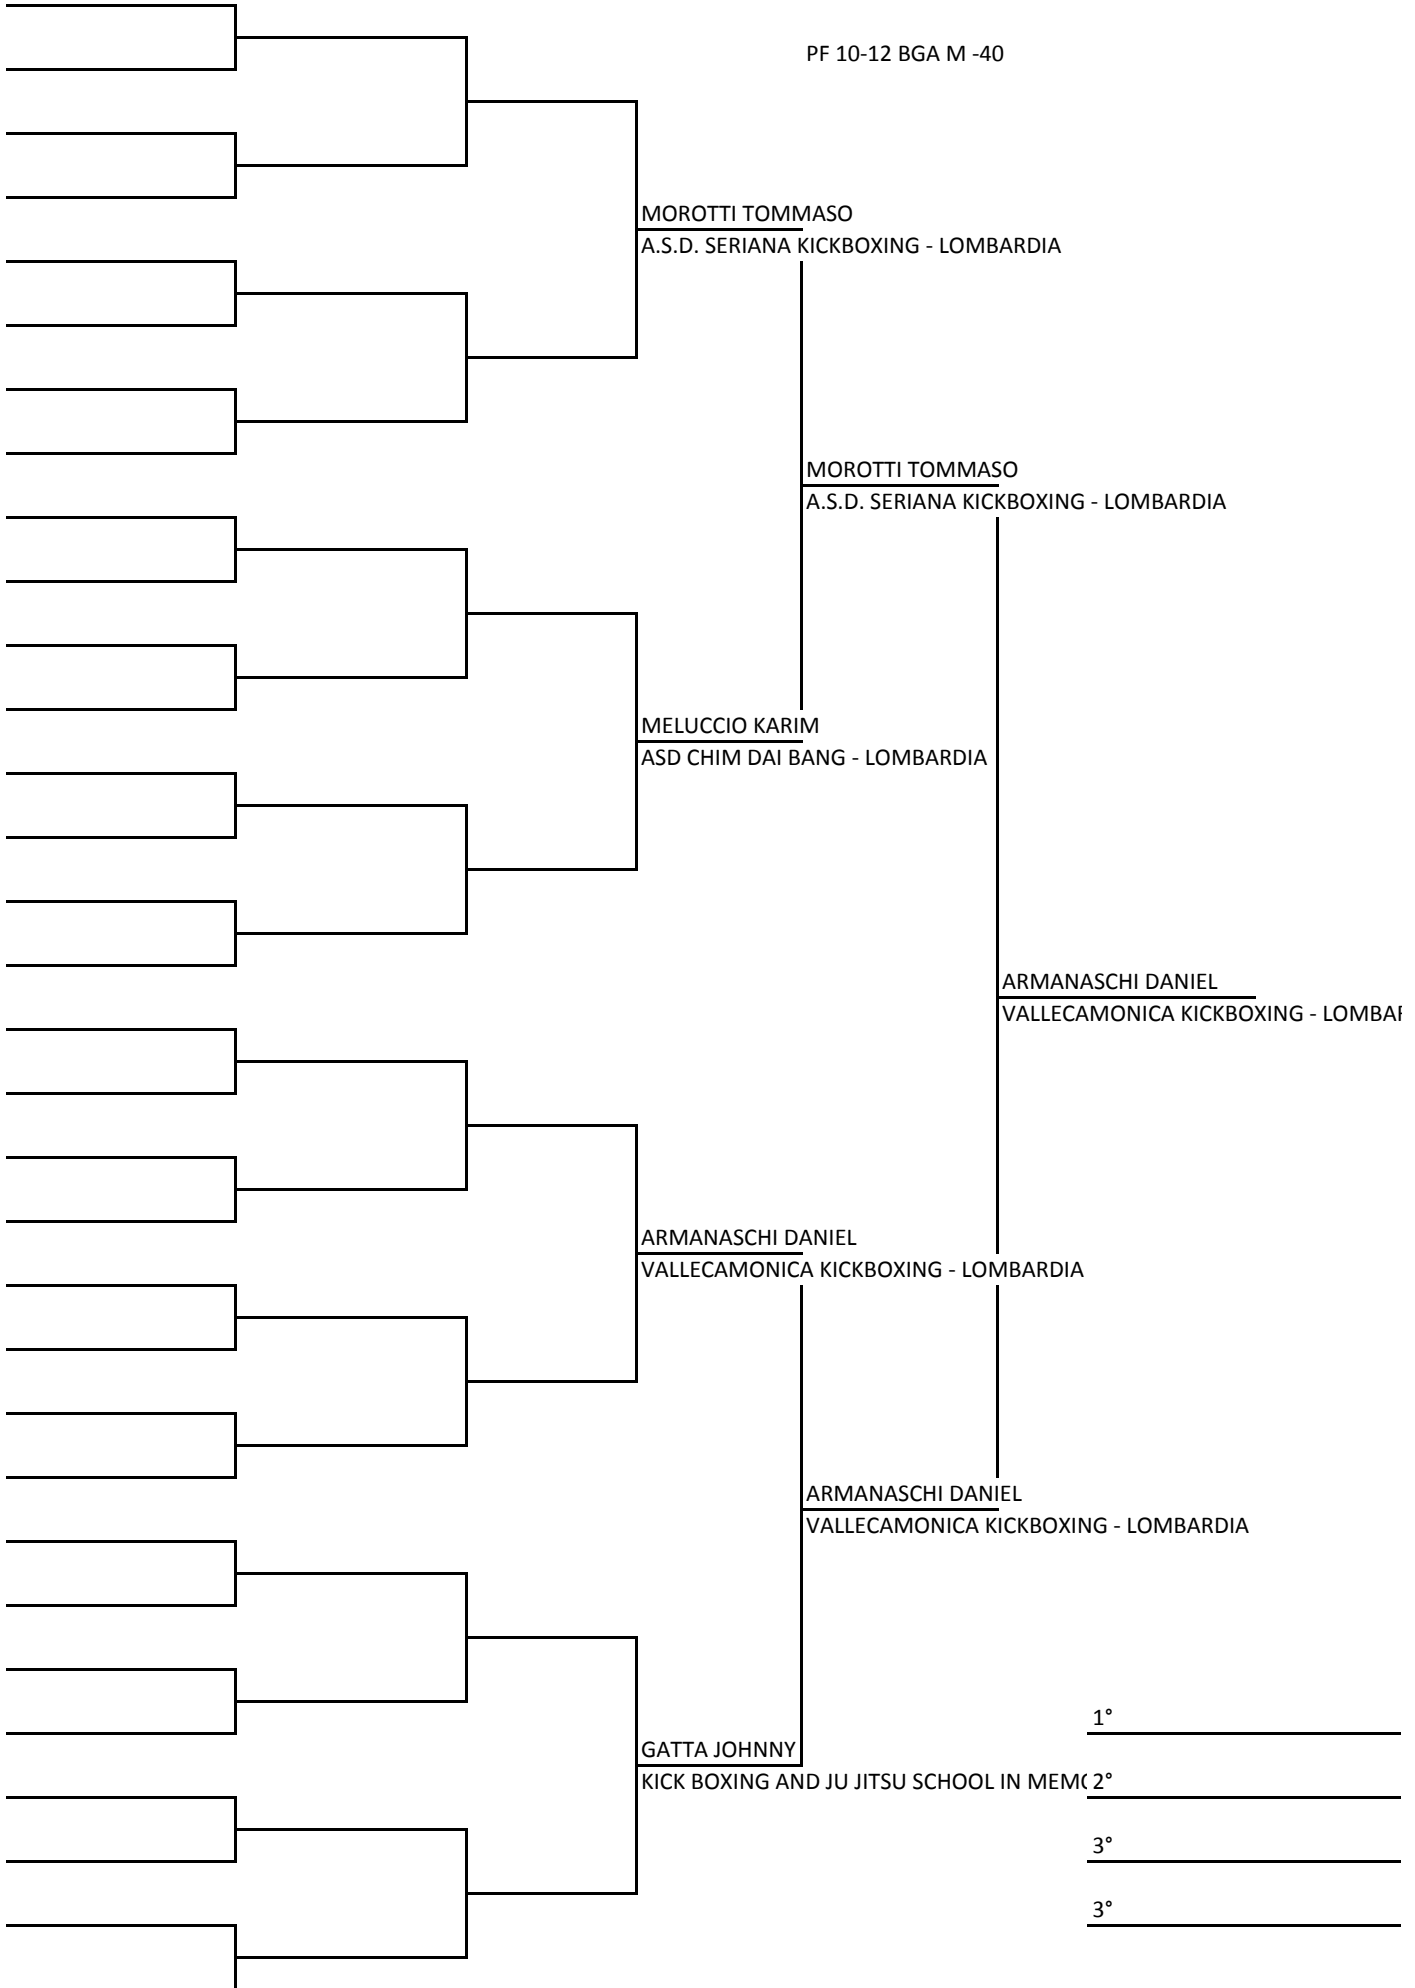 PF 10-12 BGA M -40
MOROTTI TOMMASO
A.S.D. SERIANA KICKBOXING - LOMBARDIA
MOROTTI TOMMASO
A.S.D. SERIANA KICKBOXING - LOMBARDIA
MELUCCIO KARIM
ASD CHIM DAI BANG - LOMBARDIA
ARMANASCHI DANIEL
VALLECAMONICA KICKBOXING - LOMBAR
ARMANASCHI DANIEL
VALLECAMONICA KICKBOXING - LOMBARDIA
ARMANASCHI DANIEL
VALLECAMONICA KICKBOXING - LOMBARDIA
1°
GATTA JOHNNY
KICK BOXING AND JU JITSU SCHOOL IN MEMO
2°
3°
3°